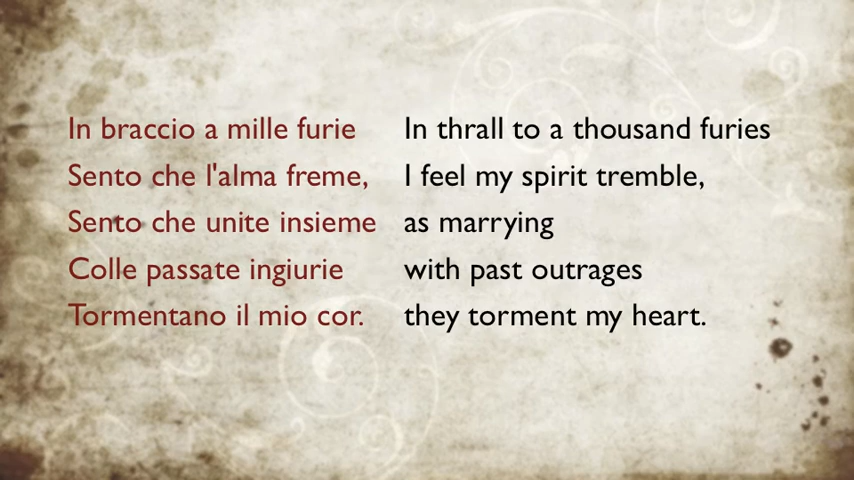 In braccio a mille furie
Sento che l'alma freme,
Sento che unite insieme
Colle passate ingiurie
Tormentano il mio cor.
In thrall to a thousand furies
I feel my spirit tremble,
as marrying
with past outrages
they torment my heart.